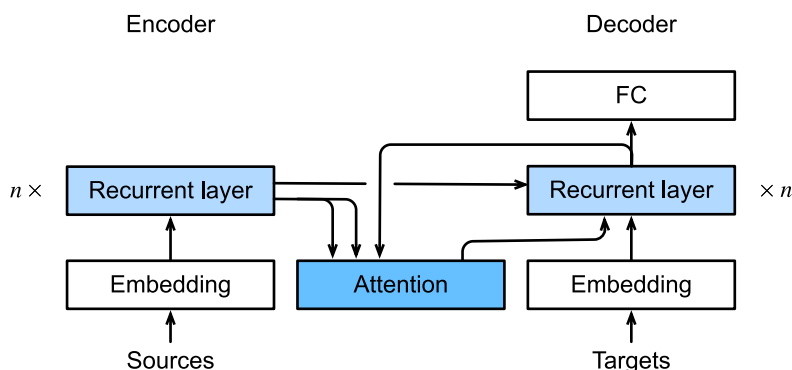 Encoder
Decoder
FC
n ×
Recurrent layer
Recurrent layer
× n
Embedding
Attention
Embedding
Sources
Targets